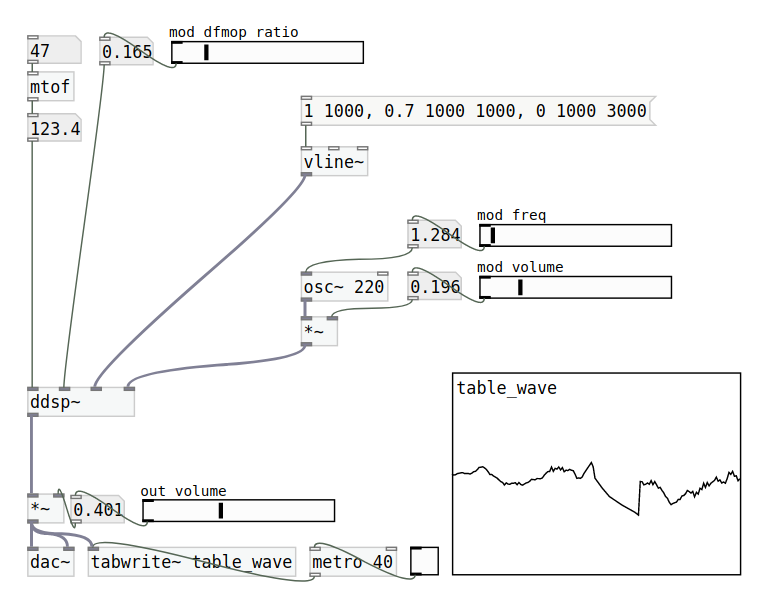 mod dfmop ratio
47
0.165
mtof
1 1000, 0.7 1000 1000, 0 1000 3000
123.4
vline~
mod freq
1.284
mod volume
osc~ 220
0.196
*~
table_wave
ddsp~
out volume
*~
0.401
dac~
tabwrite~ table_wave
metro 40